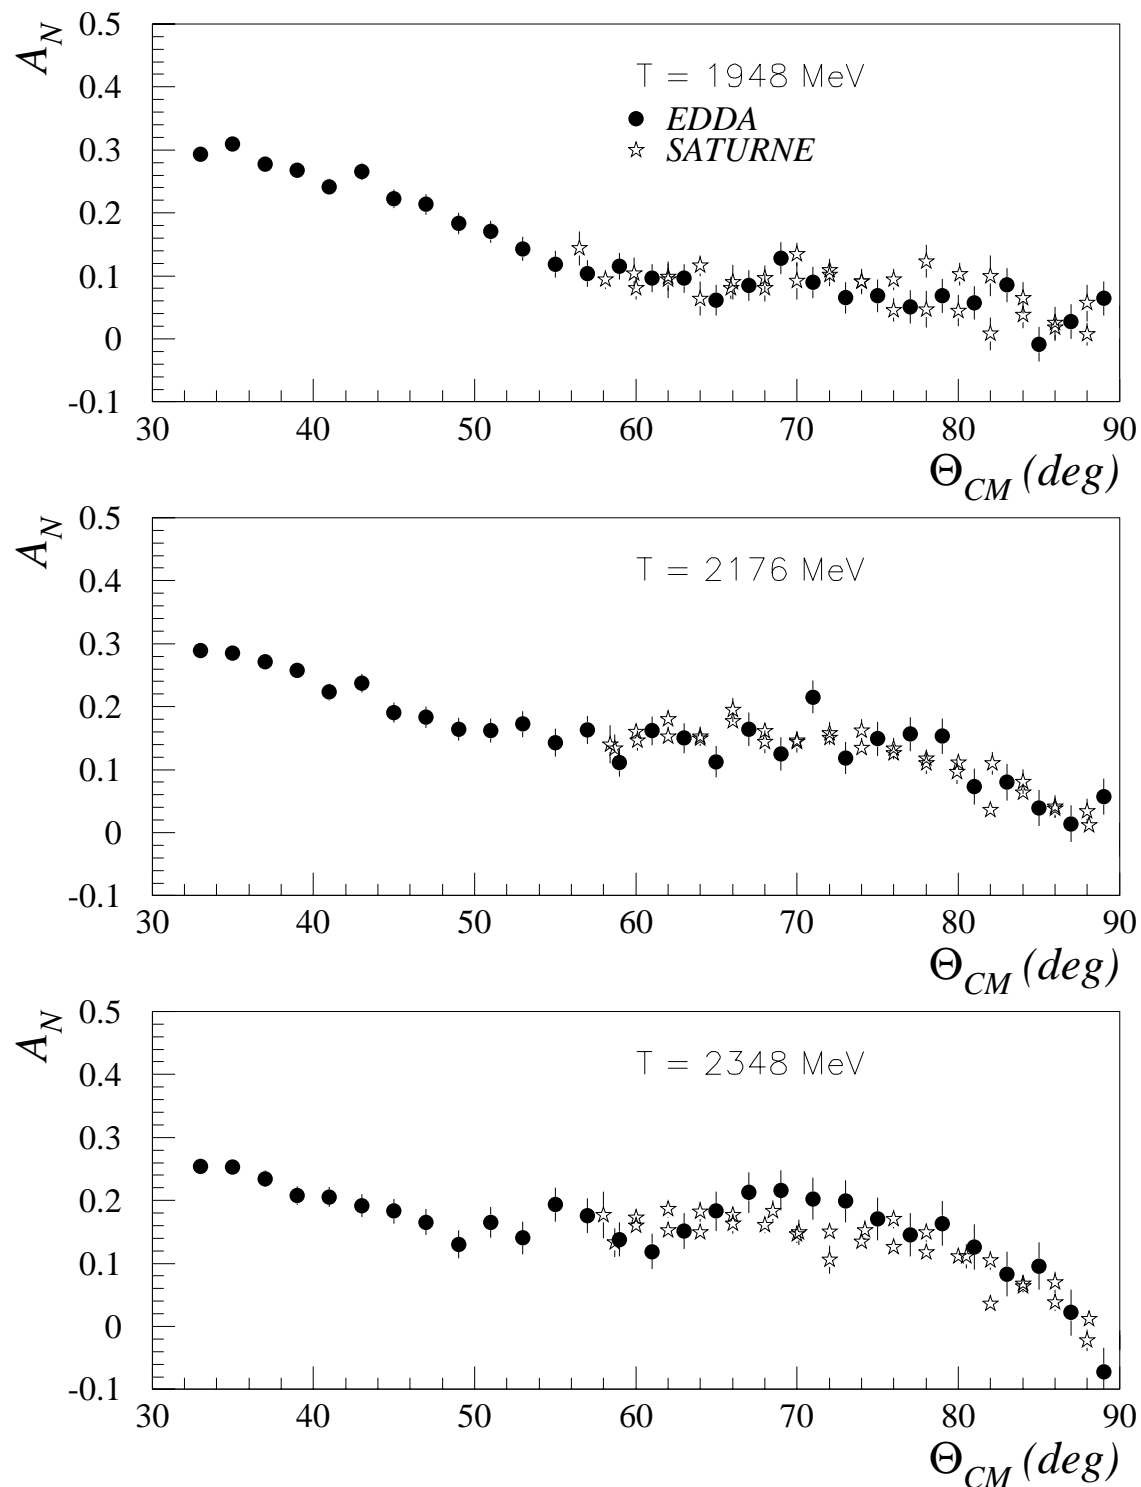 A_N
0.5
0.4
0.3
0.2
0.1
0
-0.1
T = 1948 MeV
EDDA
SATURNE
30 40 50 60 70 80 90
Θ_CM (deg)
A_N
0.5
0.4
0.3
0.2
0.1
0
-0.1
T = 2176 MeV
30 40 50 60 70 80 90
Θ_CM (deg)
A_N
0.5
0.4
0.3
0.2
0.1
0
-0.1
T = 2348 MeV
30 40 50 60 70 80 90
Θ_CM (deg)